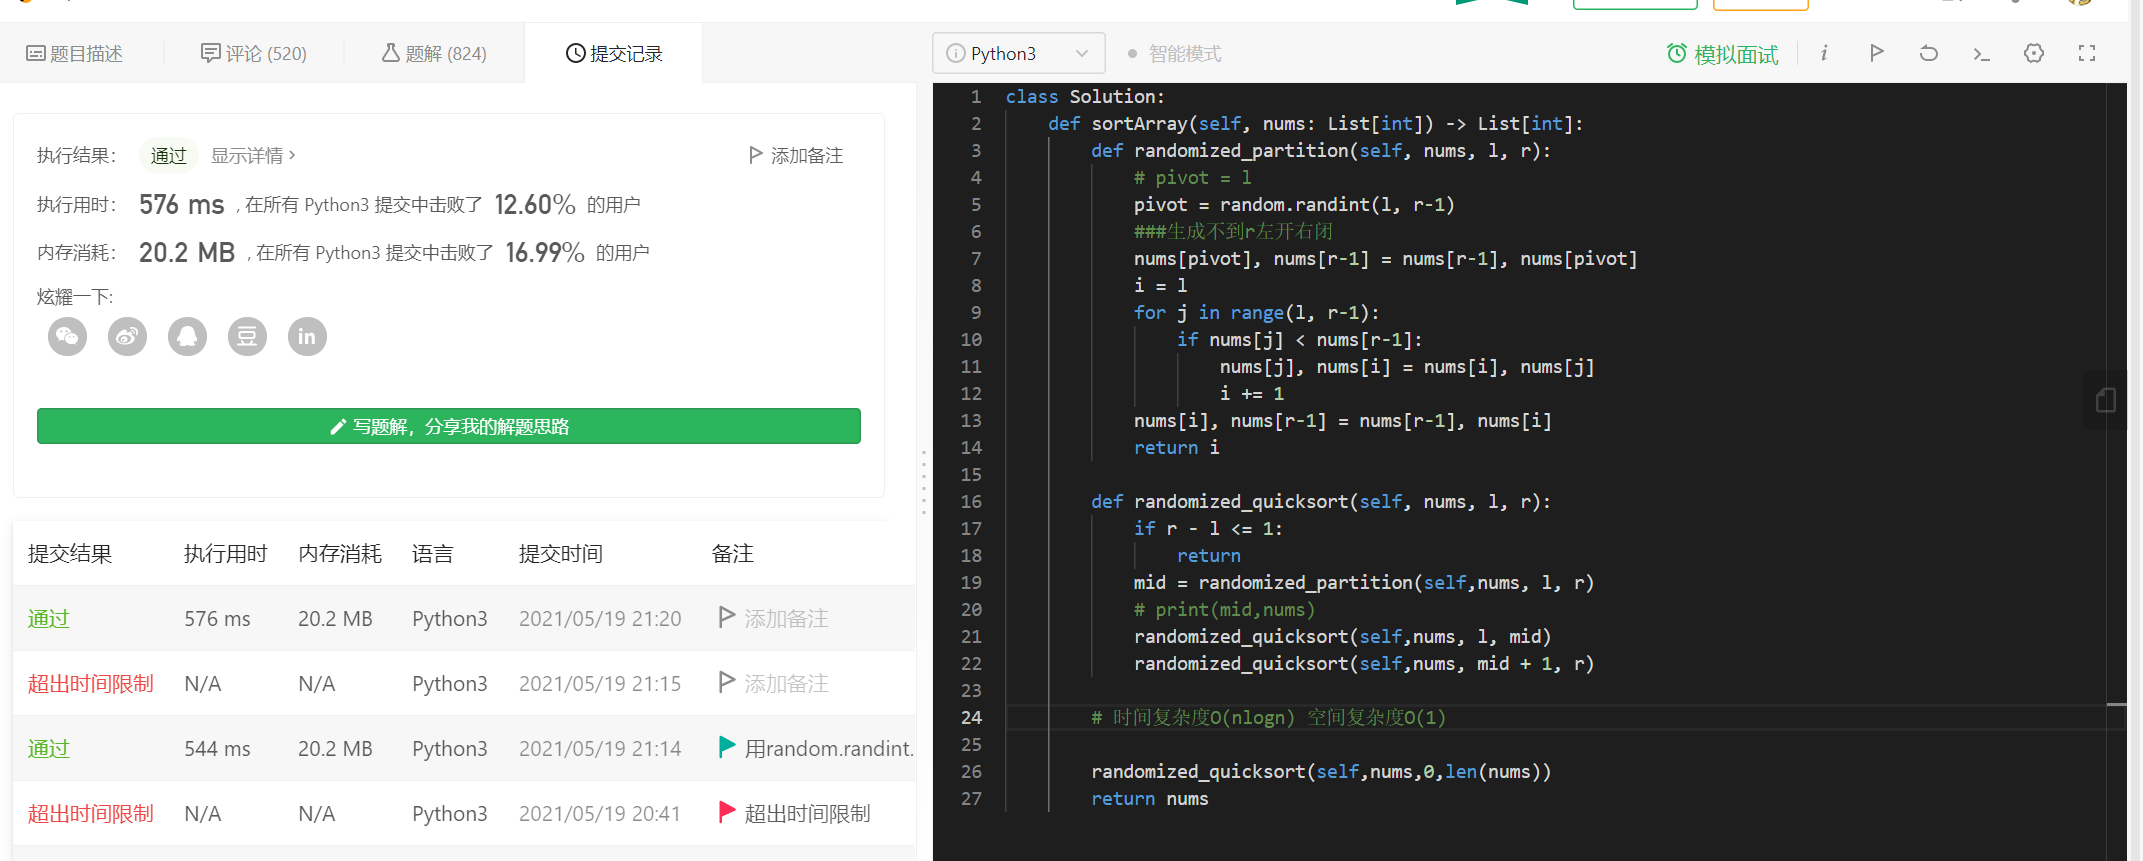 题目描述
评论 (520)
题解 (824)
提交记录
执行结果：
通过
显示详情 ›
添加备注
执行用时：
576 ms , 在所有 Python3 提交中击败了 12.60% 的用户
内存消耗：
20.2 MB , 在所有 Python3 提交中击败了 16.99% 的用户
炫耀一下:
豆
in
写题解，分享我的解题思路
提交结果 执行用时 内存消耗 语言 提交时间 备注
通过 576 ms 20.2 MB Python3 2021/05/19 21:20 添加备注
超出时间限制 N/A N/A Python3 2021/05/19 21:15 添加备注
通过 544 ms 20.2 MB Python3 2021/05/19 21:14 用random.randint.
超出时间限制 N/A N/A Python3 2021/05/19 20:41 超出时间限制
Python3
智能模式
模拟面试
1 class Solution:
2     def sortArray(self, nums: List[int]) -> List[int]:
3         def randomized_partition(self, nums, l, r):
4             # pivot = l
5             pivot = random.randint(l, r-1)
6             ###生成不到r左开右闭
7             nums[pivot], nums[r-1] = nums[r-1], nums[pivot]
8             i = l
9             for j in range(l, r-1):
10                 if nums[j] < nums[r-1]:
11                     nums[j], nums[i] = nums[i], nums[j]
12                     i += 1
13             nums[i], nums[r-1] = nums[r-1], nums[i]
14             return i
15
16         def randomized_quicksort(self, nums, l, r):
17             if r - l <= 1:
18                 return
19             mid = randomized_partition(self,nums, l, r)
20             # print(mid,nums)
21             randomized_quicksort(self,nums, l, mid)
22             randomized_quicksort(self,nums, mid + 1, r)
23
24         # 时间复杂度O(nlogn) 空间复杂度O(1)
25
26         randomized_quicksort(self,nums,0,len(nums))
27         return nums